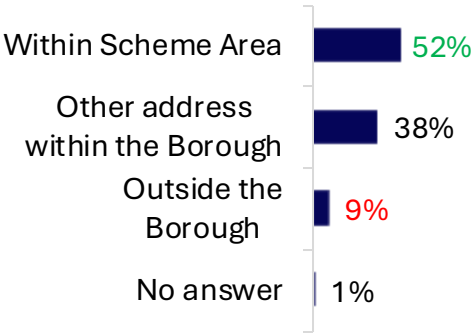 Within Scheme Area 52%
Other address
within the Borough 38%
Outside the
Borough 9%
No answer 1%